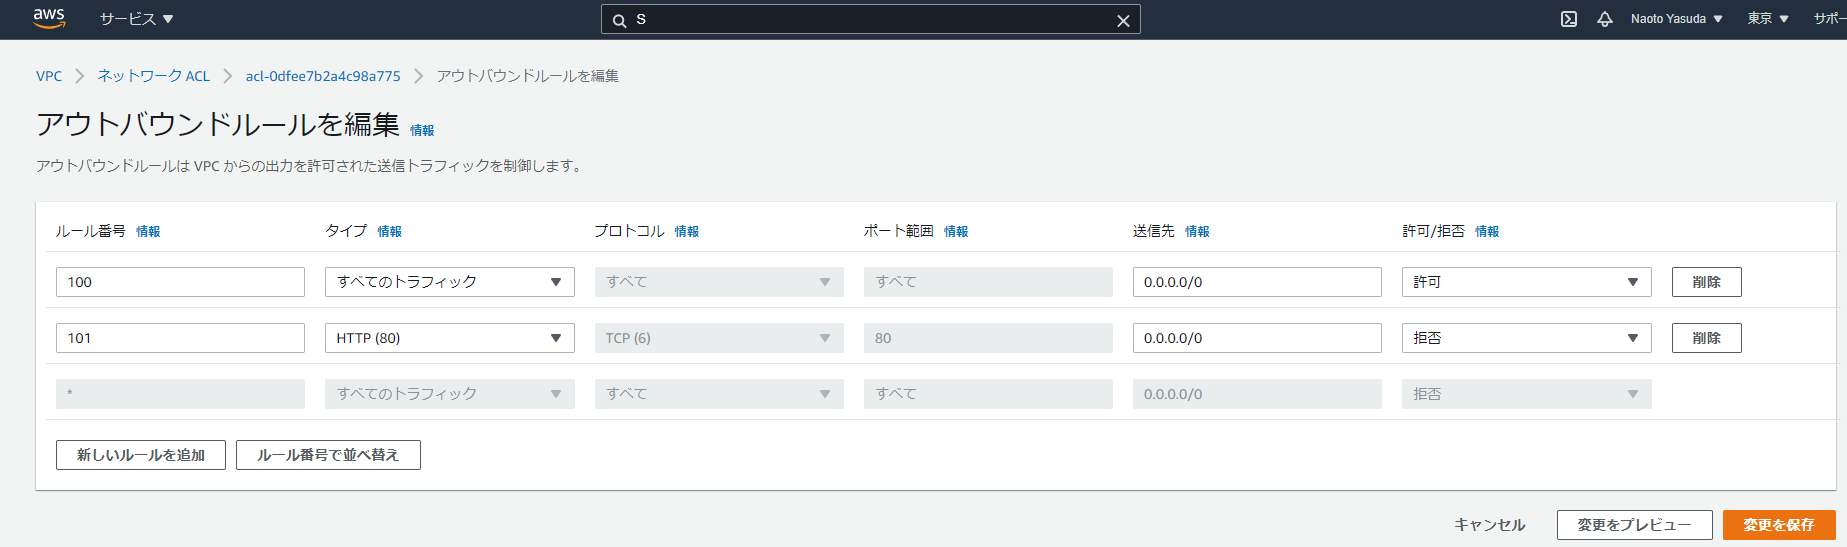 aws サービス S Naoto Yasuda 東京 サポー
VPC ネットワーク ACL acl-0dfee7b2a4c98a775 アウトバウンドルールを編集
アウトバウンドルールを編集 情報
アウトバウンドルールは VPC からの出力を許可された送信トラフィックを制御します。
ルール番号 情報 タイプ 情報 プロトコル 情報 ポート範囲 情報 送信先 情報 許可/拒否 情報
100 すべてのトラフィック すべて すべて 0.0.0.0/0 許可 削除
101 HTTP (80) TCP (6) 80 0.0.0.0/0 拒否 削除
* すべてのトラフィック すべて すべて 0.0.0.0/0 拒否
新しいルールを追加 ルール番号で並べ替え
キャンセル 変更をプレビュー 変更を保存